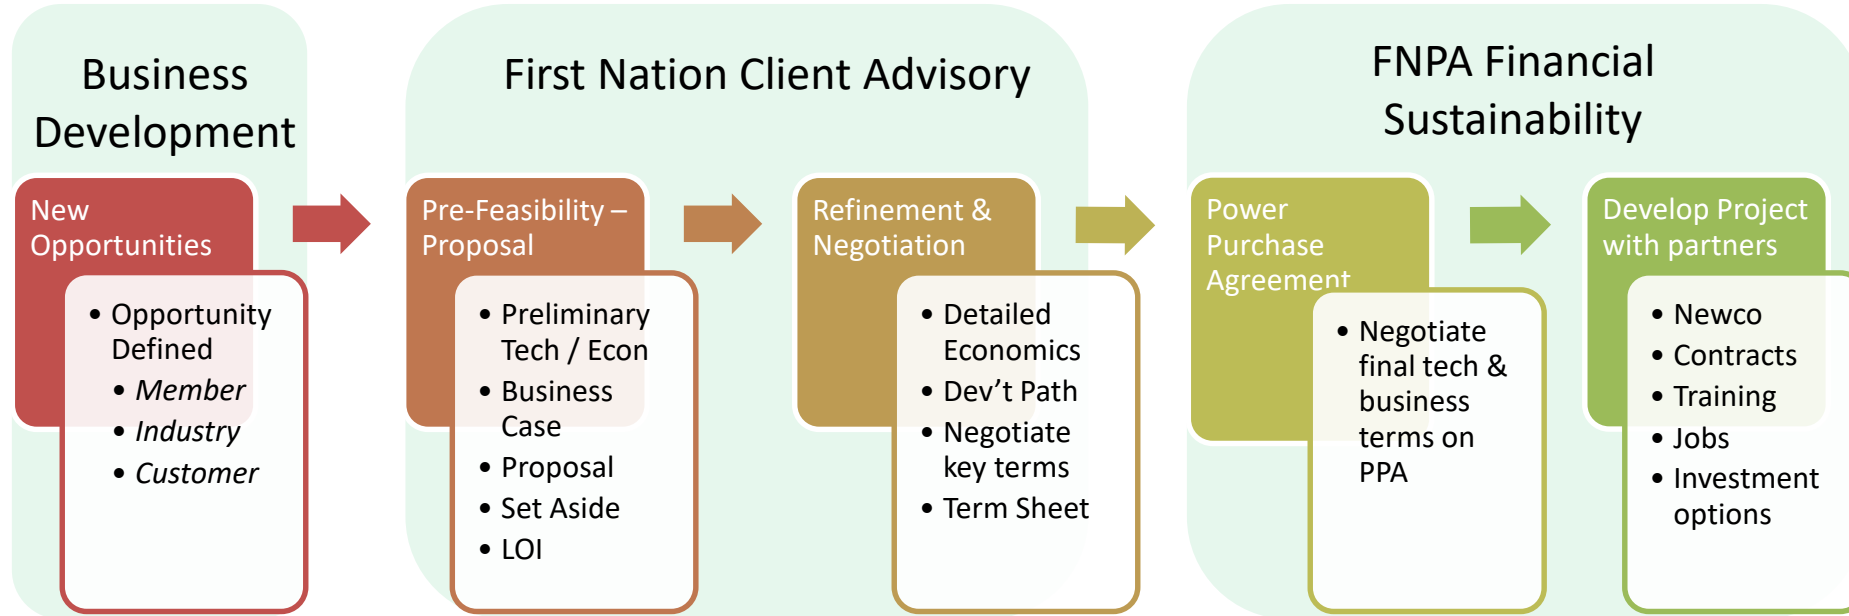 Business
Development
First Nation Client Advisory
FNPA Financial
Sustainability
New
Opportunities
• Opportunity
Defined
• Member
• Industry
• Customer
Pre-Feasibility –
Proposal
• Preliminary
Tech / Econ
• Business
Case
• Proposal
• Set Aside
• LOI
Refinement &
Negotiation
• Detailed
Economics
• Dev’t Path
• Negotiate
key terms
• Term Sheet
Power
Purchase
Agreement
• Negotiate
final tech &
business
terms on
PPA
Develop Project
with partners
• Newco
• Contracts
• Training
• Jobs
• Investment
options